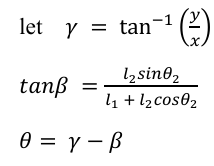 let γ = tan⁻¹ (y/x)
tanβ = l₂sinθ₂ / l₁ + l₂cosθ₂
θ = γ − β